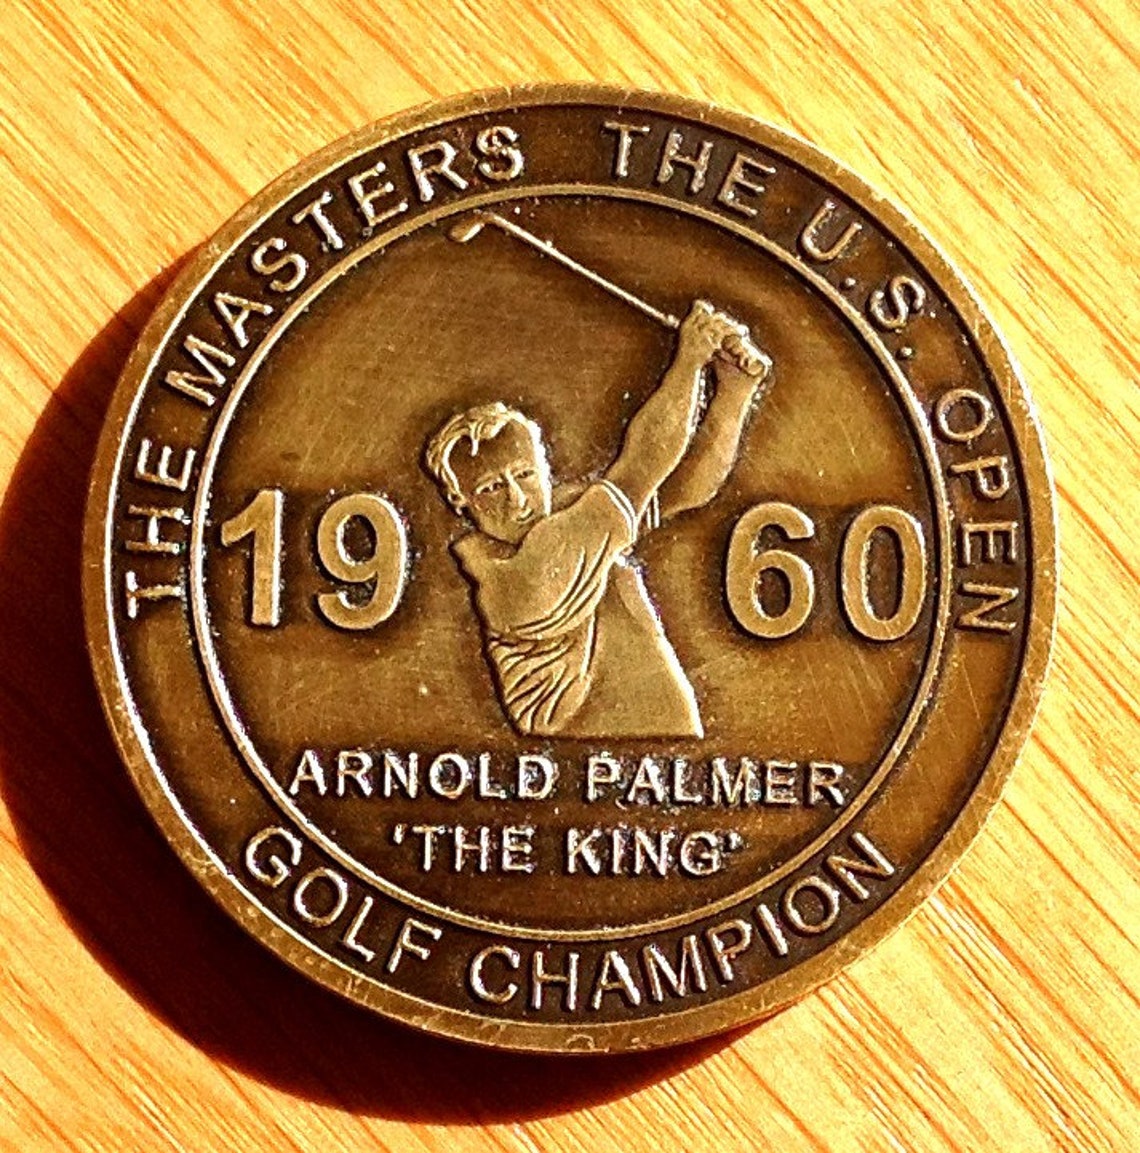 THE MASTERS THE U.S. OPEN
19 60
ARNOLD PALMER
'THE KING'
GOLF CHAMPION